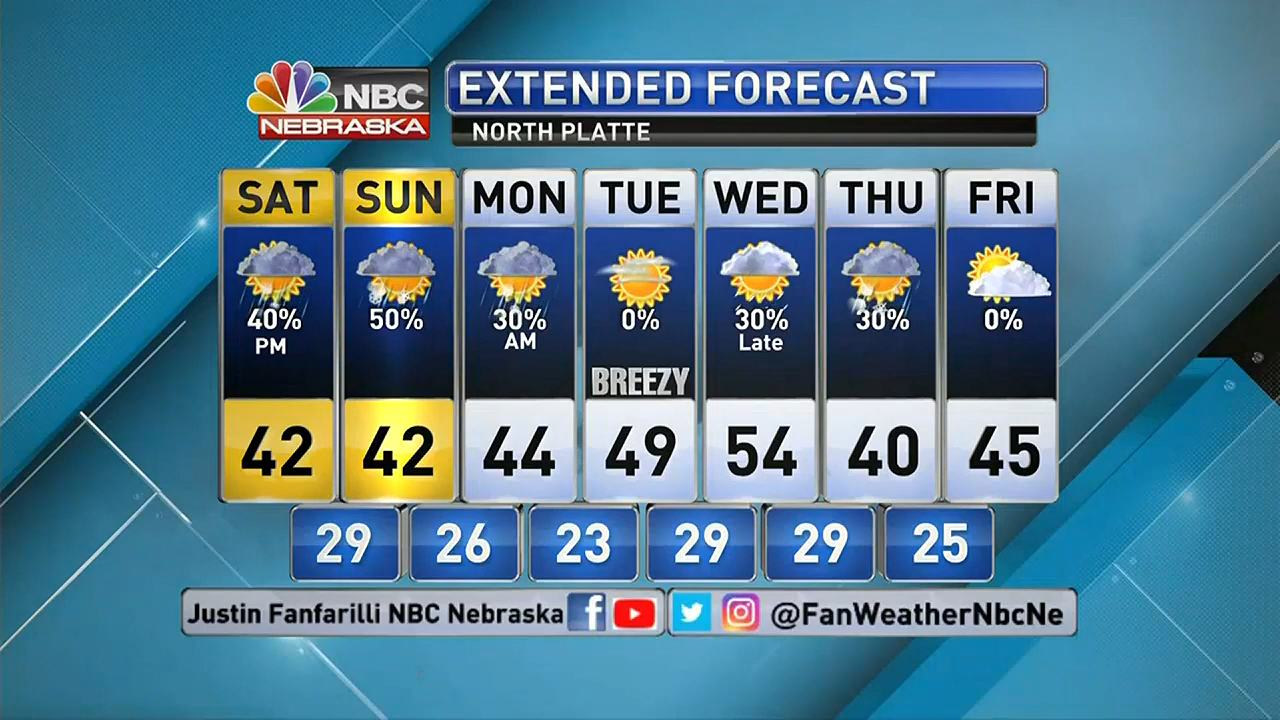 NBC
NEBRASKA
EXTENDED FORECAST
NORTH PLATTE
SAT SUN MON TUE WED THU FRI
40% 50% 30% 0% 30% 30% 0%
PM AM Late
BREEZY
42 42 44 49 54 40 45
29 26 23 29 29 25
Justin Fanfarilli NBC Nebraska f @FanWeatherNbcNe